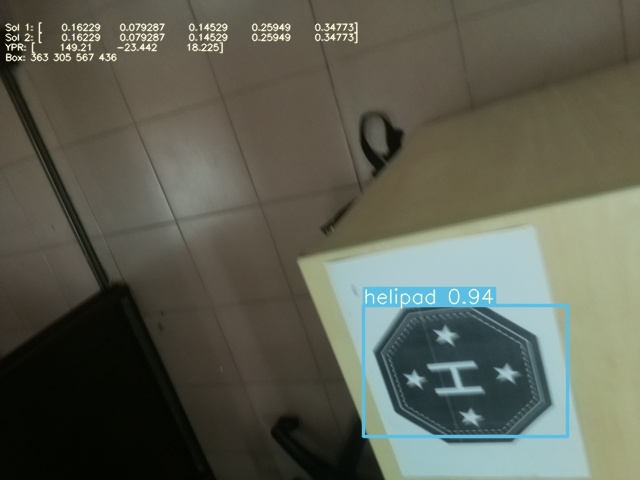 Sol 1: [ 0.16229 0.079287 0.14529 0.25949 0.34773]
Sol 2: [ 0.16229 0.079287 0.14529 0.25949 0.34773]
YPR: [ 149.21 -23.442 18.225]
Box: 363 305 567 436
helipad 0.94
H